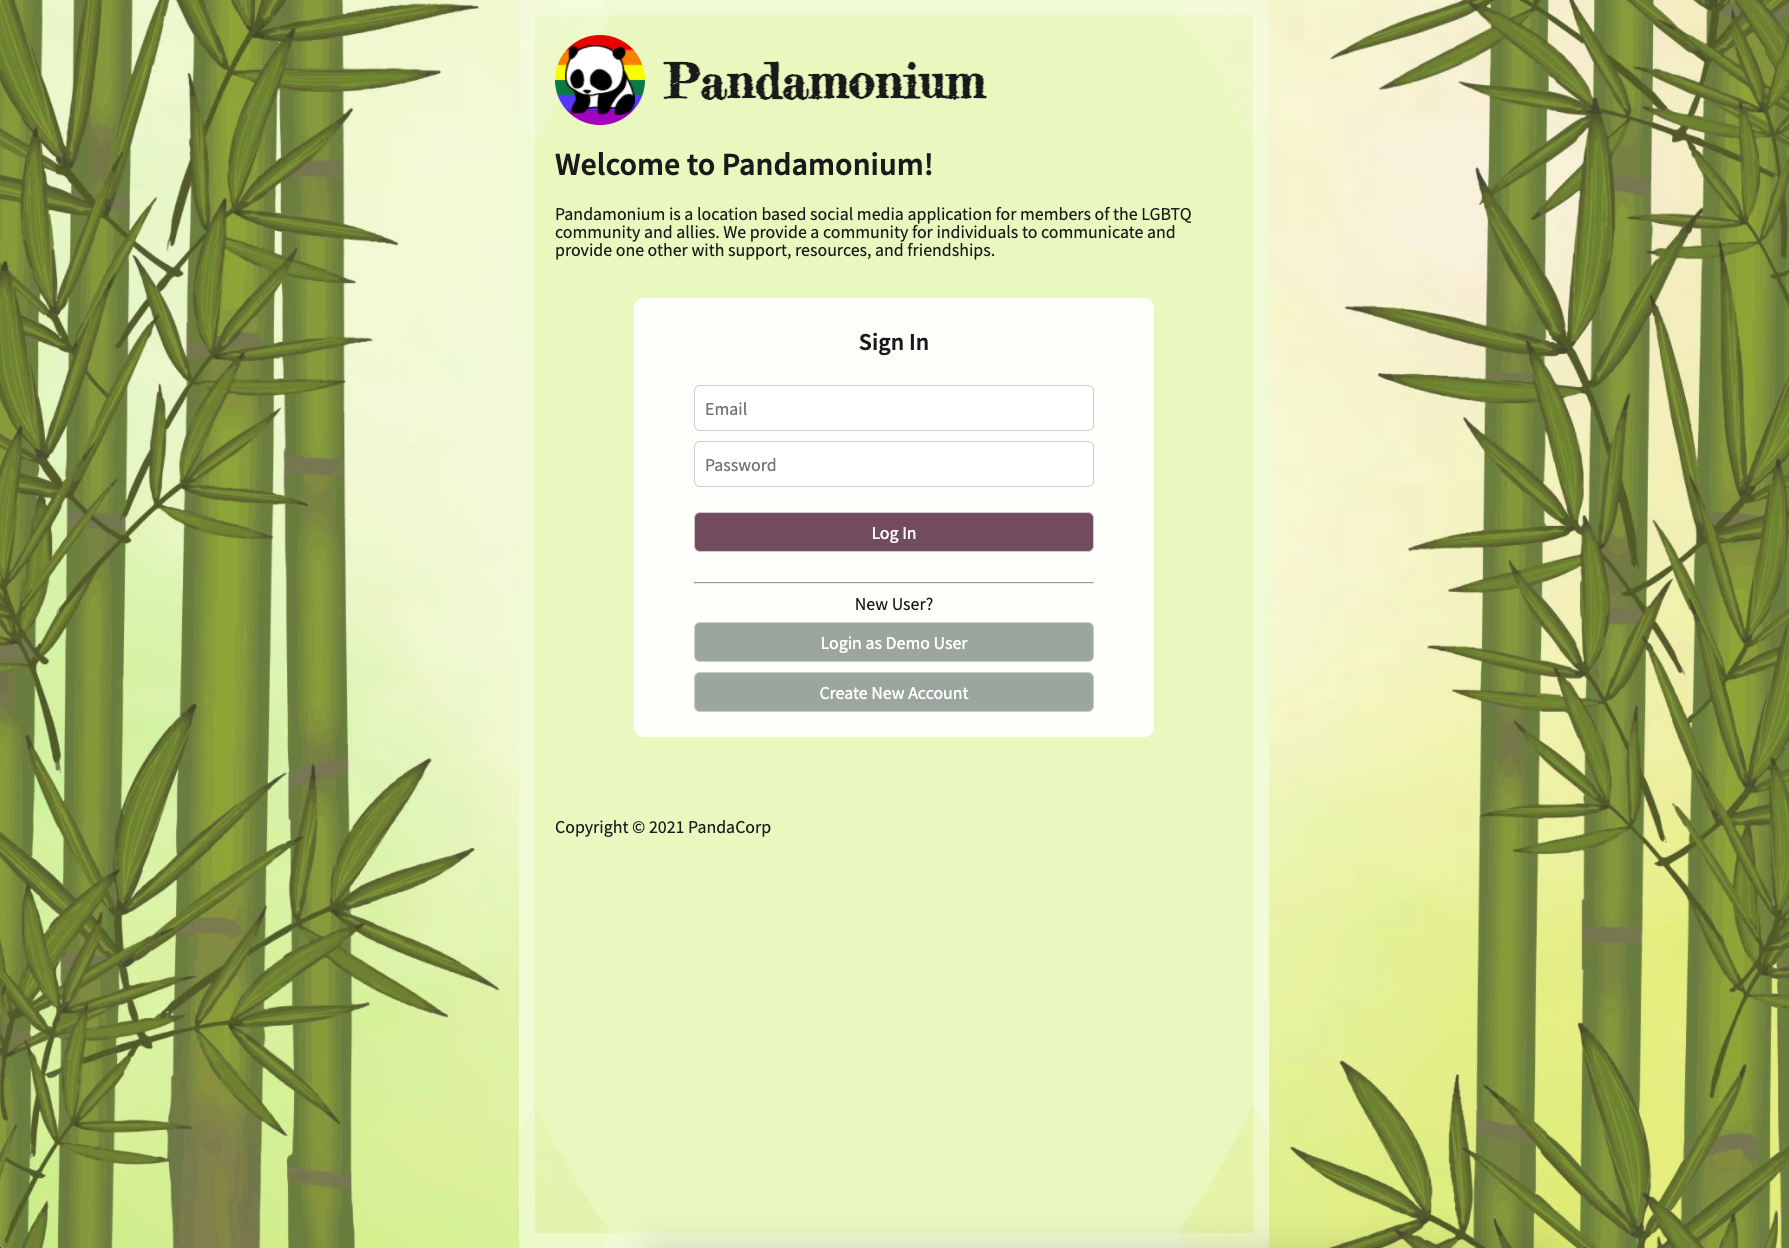 Pandamonium
Welcome to Pandamonium!
Pandamonium is a location based social media application for members of the LGBTQ
community and allies. We provide a community for individuals to communicate and
provide one other with support, resources, and friendships.
Sign In
Email
Password
Log In
New User?
Login as Demo User
Create New Account
Copyright © 2021 PandaCorp